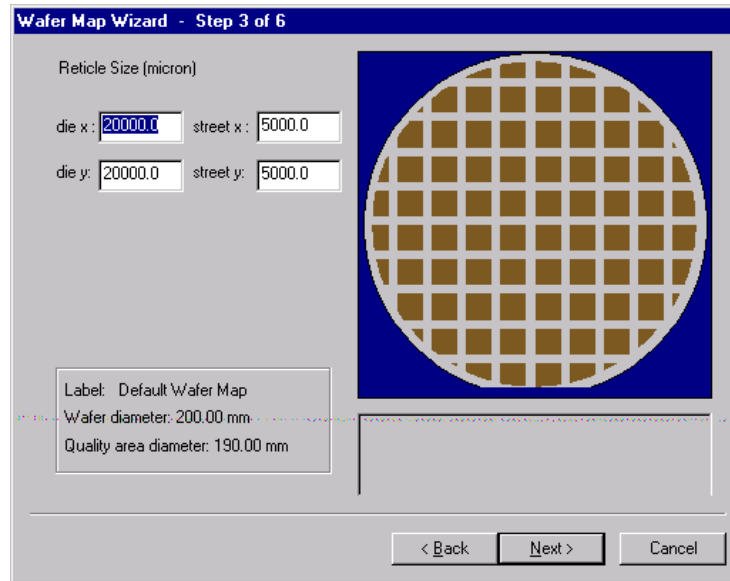 Wafer Map Wizard - Step 3 of 6
Reticle Size (micron)
die x : 20000.0 street x : 5000.0
die y: 20000.0 street y: 5000.0
Label: Default Wafer Map
Wafer diameter: 200.00 mm
Quality area diameter: 190.00 mm
< Back Next > Cancel